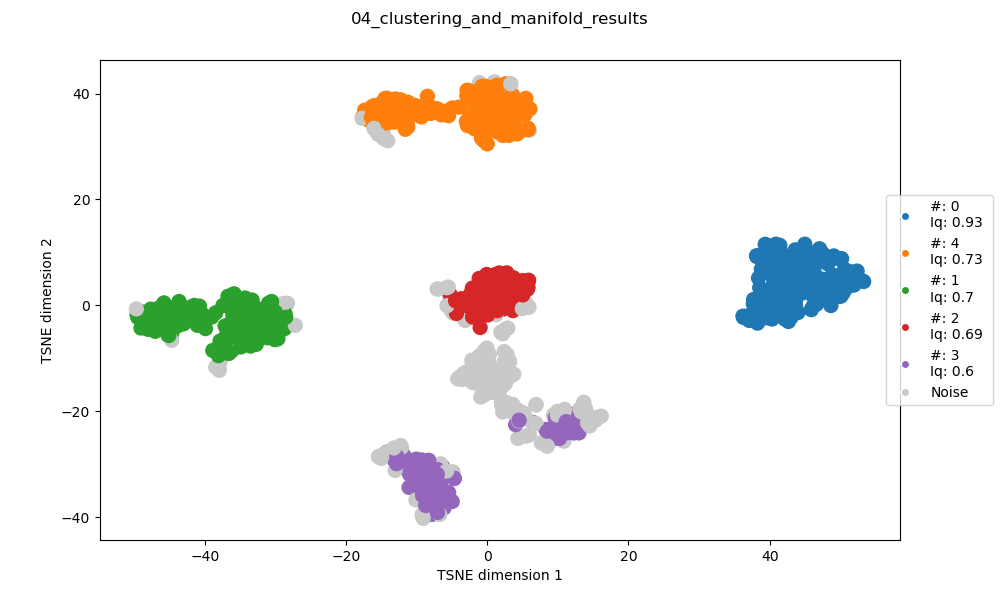 04_clustering_and_manifold_results
40
20
0
−20
−40
TSNE dimension 2
−40
−20
0
20
40
TSNE dimension 1
#: 0
Iq: 0.93
#: 4
Iq: 0.73
#: 1
Iq: 0.7
#: 2
Iq: 0.69
#: 3
Iq: 0.6
Noise